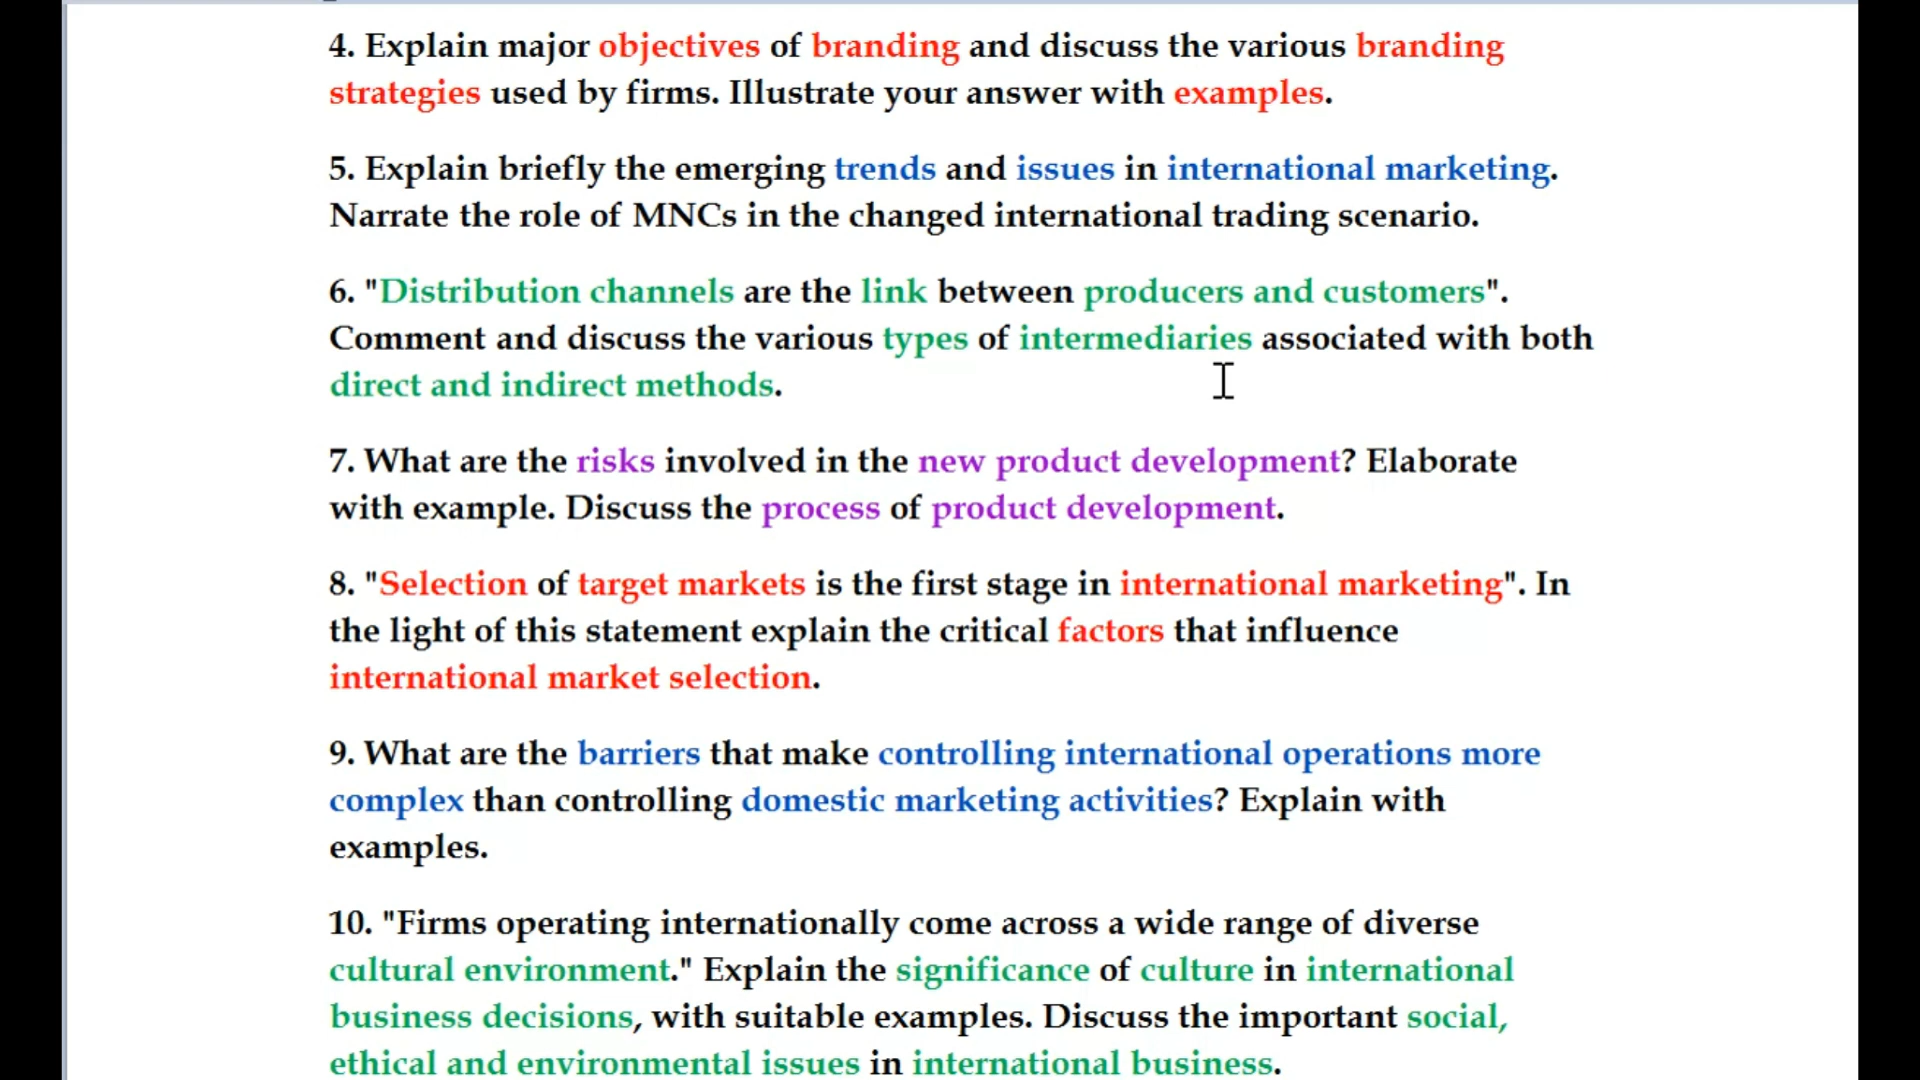 4. Explain major objectives of branding and discuss the various branding
strategies used by firms. Illustrate your answer with examples.
5. Explain briefly the emerging trends and issues in international marketing.
Narrate the role of MNCs in the changed international trading scenario.
6. "Distribution channels are the link between producers and customers".
Comment and discuss the various types of intermediaries associated with both
direct and indirect methods.
7. What are the risks involved in the new product development? Elaborate
with example. Discuss the process of product development.
8. "Selection of target markets is the first stage in international marketing". In
the light of this statement explain the critical factors that influence
international market selection.
9. What are the barriers that make controlling international operations more
complex than controlling domestic marketing activities? Explain with
examples.
10. "Firms operating internationally come across a wide range of diverse
cultural environment." Explain the significance of culture in international
business decisions, with suitable examples. Discuss the important social,
ethical and environmental issues in international business.